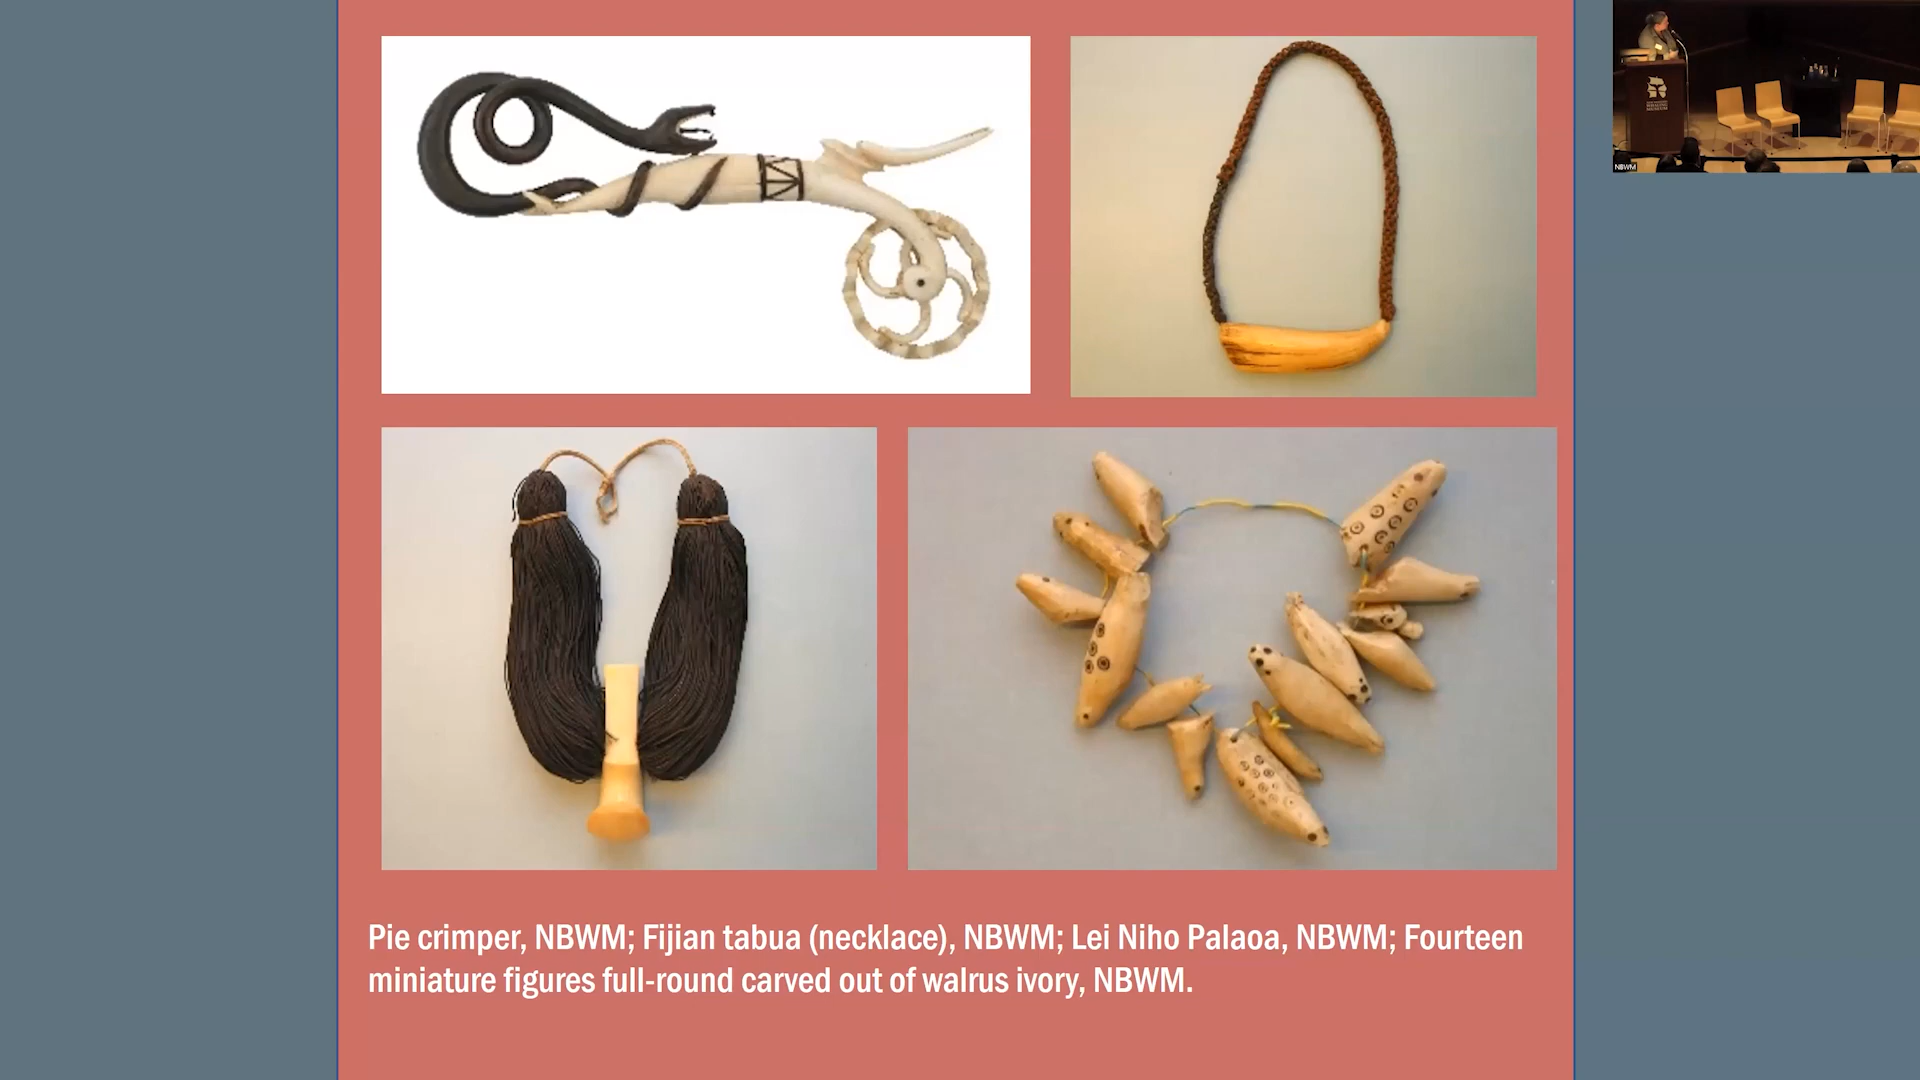 Pie crimper, NBWM; Fijian tabua (necklace), NBWM; Lei Niho Palaoa, NBWM; Fourteen
miniature figures full-round carved out of walrus ivory, NBWM.
NBWM